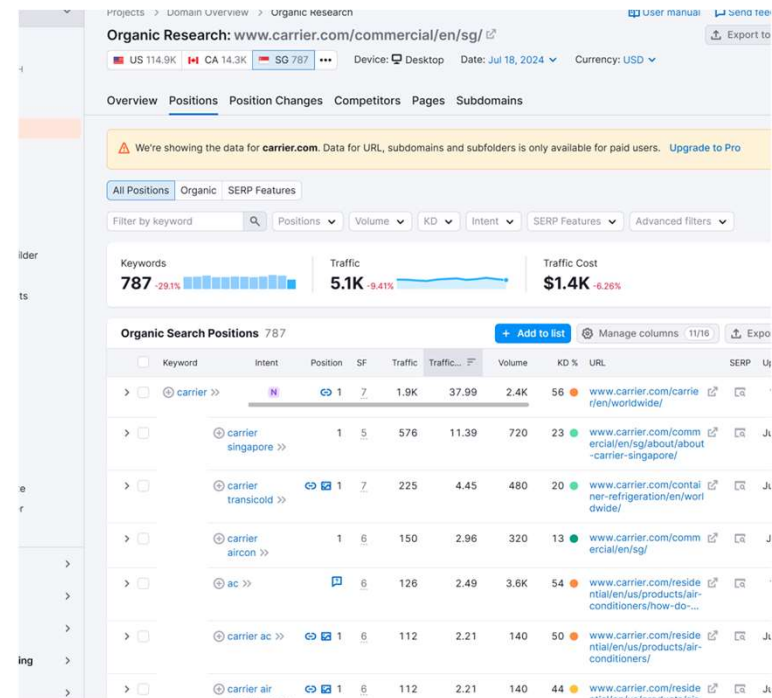 Projects > Domain Overview > Organic Research
User manual
Send fee
Organic Research: www.carrier.com/commercial/en/sg/
Export to
US 114.9K CA 14.3K SG 787 ••• Device: Desktop Date: Jul 18, 2024 Currency: USD
Overview Positions Position Changes Competitors Pages Subdomains
We're showing the data for carrier.com. Data for URL, subdomains and subfolders is only available for paid users. Upgrade to Pro
All Positions Organic SERP Features
Filter by keyword Positions Volume KD Intent SERP Features Advanced filters
ilder
Keywords Traffic Traffic Cost
787 -29.1% 5.1K -9.41% $1.4K -6.26%
ts
Organic Search Positions 787 + Add to list Manage columns 11/16 Expo
Keyword Intent Position SF Traffic Traffic... Volume KD % URL SERP Up
carrier >> N 1 7 1.9K 37.99 2.4K 56 www.carrier.com/carrie
r/en/worldwide/
carrier 1 5 576 11.39 720 23 www.carrier.com/comm Ju
singapore >> ercial/en/sg/about/about
-carrier-singapore/
carrier 1 7 225 4.45 480 20 www.carrier.com/contai Ju
transicold >> ner-refrigeration/en/worl
dwide/
e
r
carrier 1 6 150 2.96 320 13 www.carrier.com/comm J
aircon >> ercial/en/sg/
ac >> 6 126 2.49 3.6K 54 www.carrier.com/reside
ntial/en/us/products/air-
conditioners/how-do-...
carrier ac >> 1 6 112 2.21 140 50 www.carrier.com/reside Ju
ntial/en/us/products/air-
conditioners/
ing
carrier air 1 6 112 2.21 140 44 www.carrier.com/reside Ju